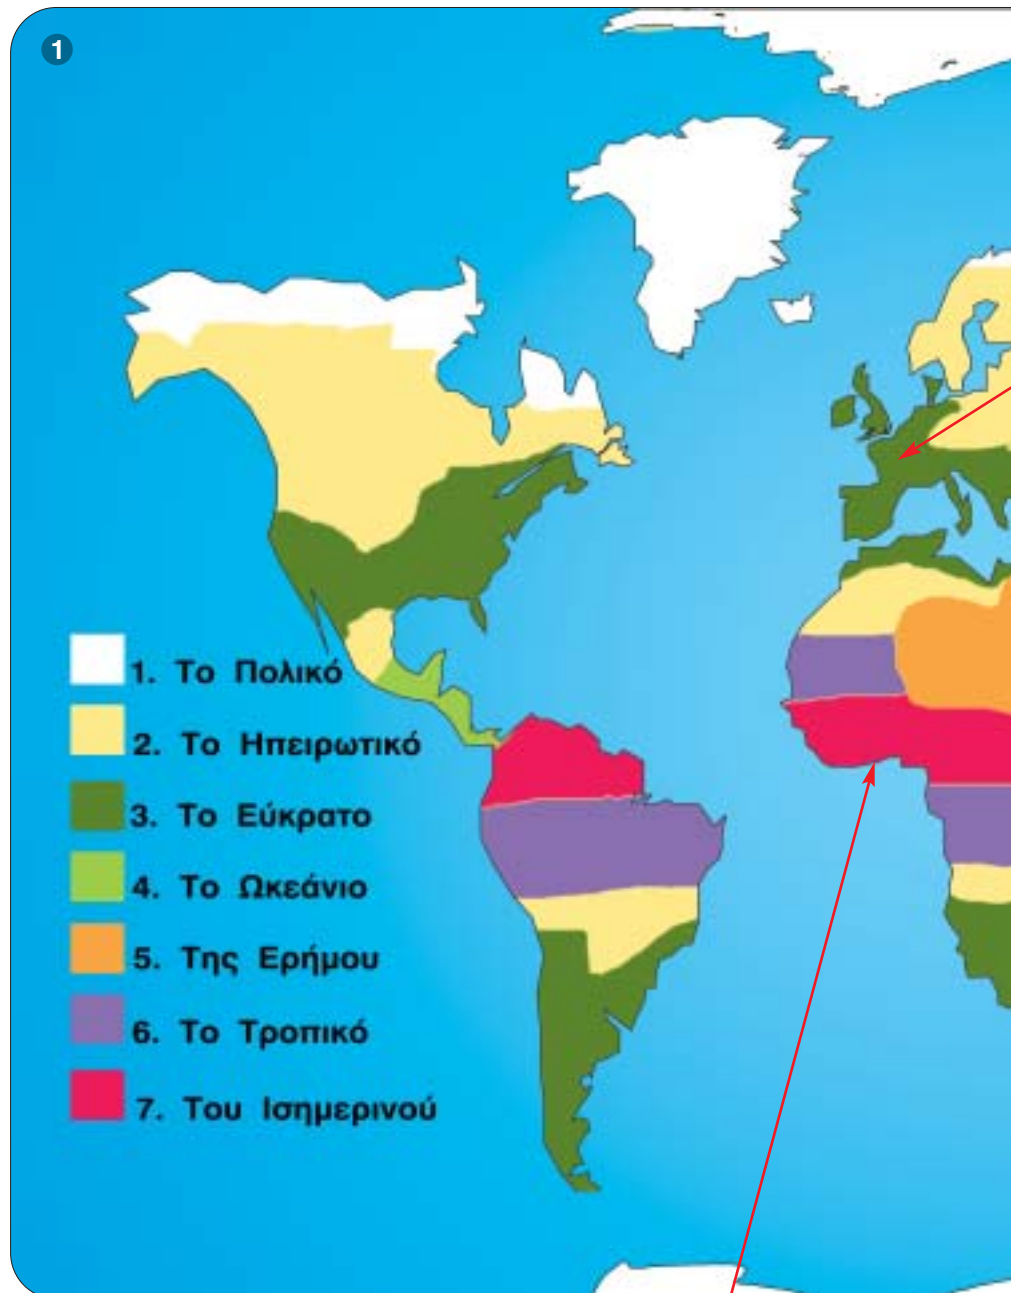 1
1. Το Πολικό
2. Το Ηπειρωτικό
3. Το Εύκρατο
4. Το Ωκεάνιο
5. Της Ερήμου
6. Το Τροπικό
7. Του Ισημερινού